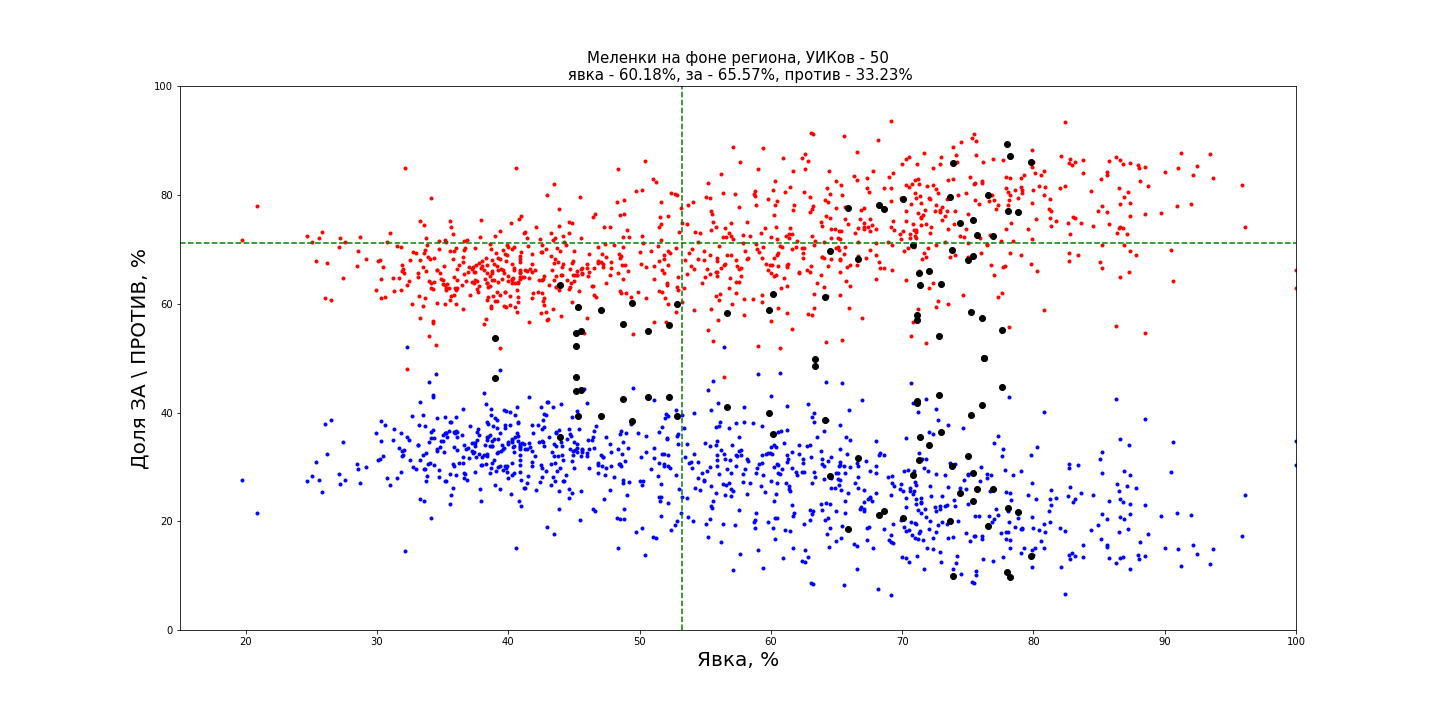 Меленки на фоне региона, УИКов - 50
явка - 60.18%, за - 65.57%, против - 33.23%
Доля ЗА \ ПРОТИВ, %
100
80
60
40
20
0
20 30 40 50 60 70 80 90 100
Явка, %